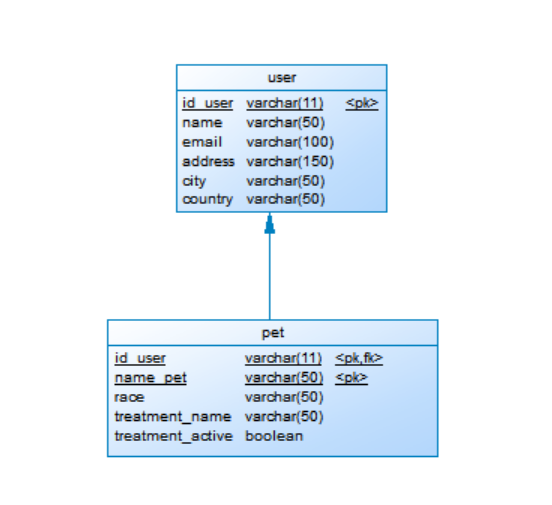 user
id_user varchar(11) <pk>
name varchar(50)
email varchar(100)
address varchar(150)
city varchar(50)
country varchar(50)
pet
id_user varchar(11) <pk,fk>
name_pet varchar(50) <pk>
race varchar(50)
treatment_name varchar(50)
treatment_active boolean